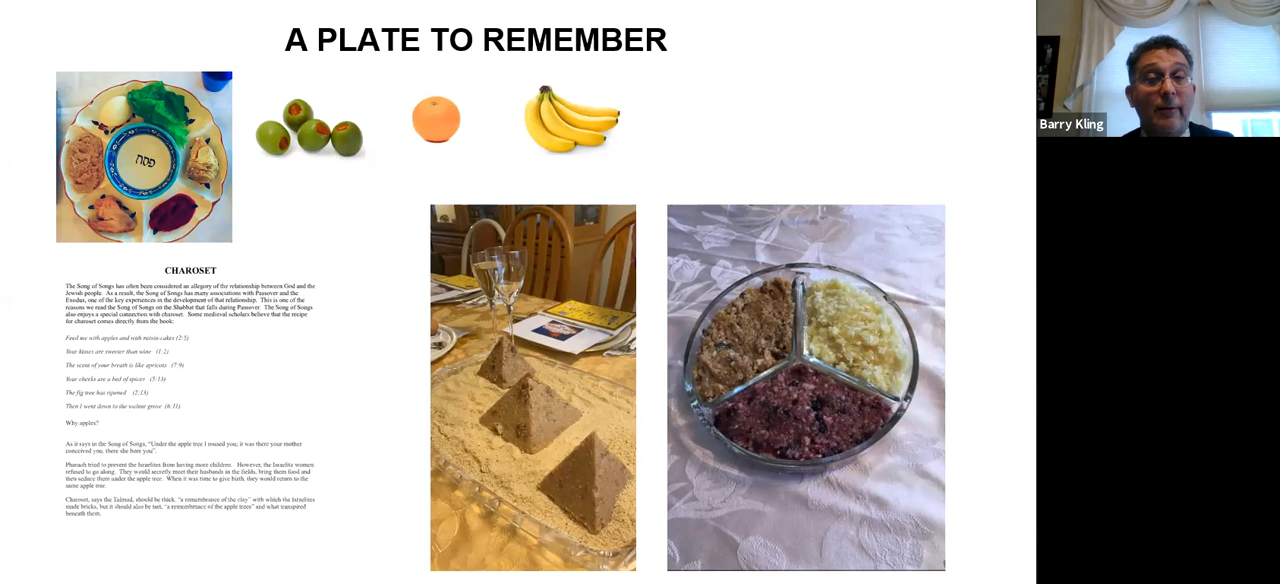 A PLATE TO REMEMBER
Barry Kling
פסח
CHAROSET
The Song of Songs has often been considered an allegory of the relationship between God and the
Jewish people. As a result, the Song of Songs has many associations with Passover and the
Exodus, one of the key experiences in the development of that relationship. This is one of the
reasons we read the Song of Songs on the Shabbat that falls during Passover. The Song of Songs
also enjoys a special connection with charoset. Some medieval scholars believe that the recipe
for charoset comes directly from the book:
Feed me with apples and with raisin-cakes (2:5)
Your kisses are sweeter than wine (1:2)
The scent of your breath is like apricots (7:9)
Your cheeks are a bed of spices (5:13)
The fig tree has ripened (2:13)
Then I went down to the walnut grove (6:11)
Why apples?
As it says in the Song of Songs, "Under the apple tree I roused you; it was there your mother
conceived you, there she bore you".
Pharaoh tried to prevent the Israelites from having more children. However, the Israelite women
refused to go along. They would secretly meet their husbands in the fields, bring them food and
then seduce them under the apple tree. When it was time to give birth, they would return to the
same apple tree.
Charoset, says the Talmud, should be thick, "a remembrance of the clay" with which the Israelites
made bricks, but it should also be tart, "a remembrance of the apple trees" and what transpired
beneath them.